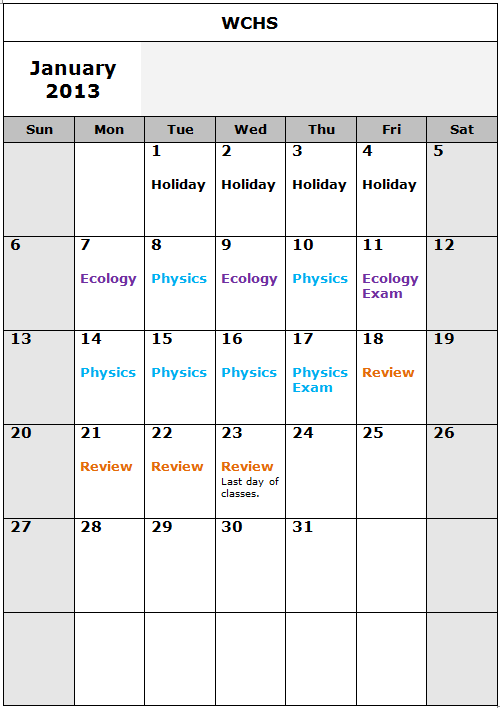 WCHS
January
2013
Sun Mon Tue Wed Thu Fri Sat
1 2 3 4 5
Holiday Holiday Holiday Holiday
6 7 8 9 10 11 12
Ecology Physics Ecology Physics Ecology
Exam
13 14 15 16 17 18 19
Physics Physics Physics Physics Review
Exam
20 21 22 23 24 25 26
Review Review Review
Last day of
classes.
27 28 29 30 31